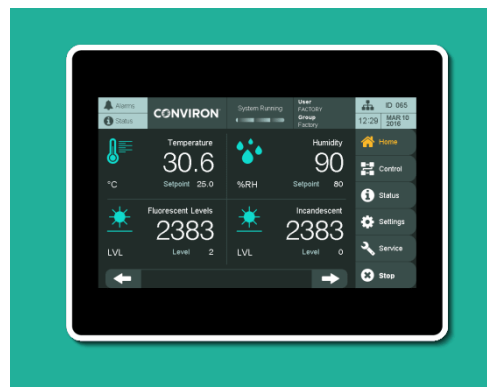 Alarms
Status
CONVIRON
System Running
User
FACTORY
Group
Factory
ID 065
12:29
MAR 10
2016
Temperature
30.6
°C
Setpoint 25.0
Humidity
90
%RH
Setpoint 80
Fluorescent Levels
2383
LVL
Level 2
Incandescent
2383
LVL
Level 0
Home
Control
Status
Settings
Service
Stop